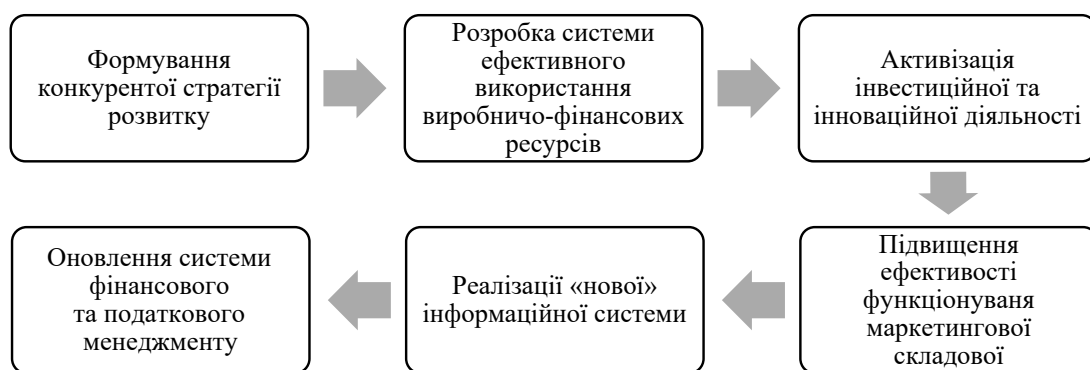 Формування
конкурентої стратегії
розвитку
Розробка системи
ефективного
використання
виробничо-фінансових
ресурсів
Активізація
інвестиційної та
інноваційної діяльності
Підвищення
ефективості
функціонуваня
маркетингової
складової
Реалізації «нової»
інформаційної системи
Оновлення системи
фінансового
та податкового
менеджменту